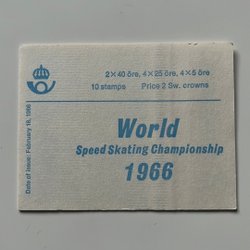 2×40 öre, 4×25 öre, 4×5 öre
10 stamps Price 2 Sw. crowns
World
Speed Skating Championship
1966
Date of issue: February 18, 1966